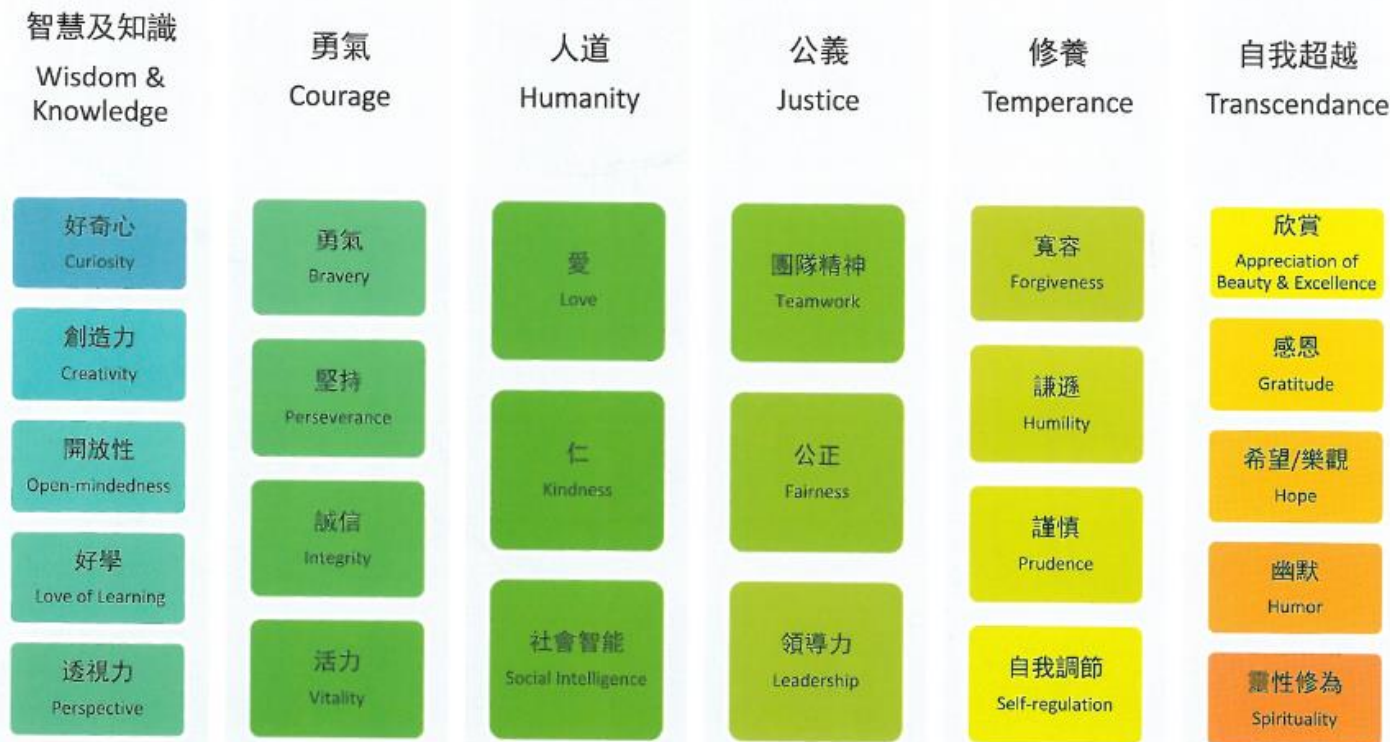 智慧及知識
Wisdom &
Knowledge
好奇心
Curiosity
創造力
Creativity
開放性
Open-mindedness
好學
Love of Learning
透視力
Perspective
勇氣
Courage
勇氣
Bravery
堅持
Perseverance
誠信
Integrity
活力
Vitality
人道
Humanity
愛
Love
仁
Kindness
社會智能
Social Intelligence
公義
Justice
團隊精神
Teamwork
公正
Fairness
領導力
Leadership
修養
Temperance
寬容
Forgiveness
謙遜
Humility
謹慎
Prudence
自我調節
Self-regulation
自我超越
Transcendance
欣賞
Appreciation of
Beauty & Excellence
感恩
Gratitude
希望/樂觀
Hope
幽默
Humor
靈性修為
Spirituality